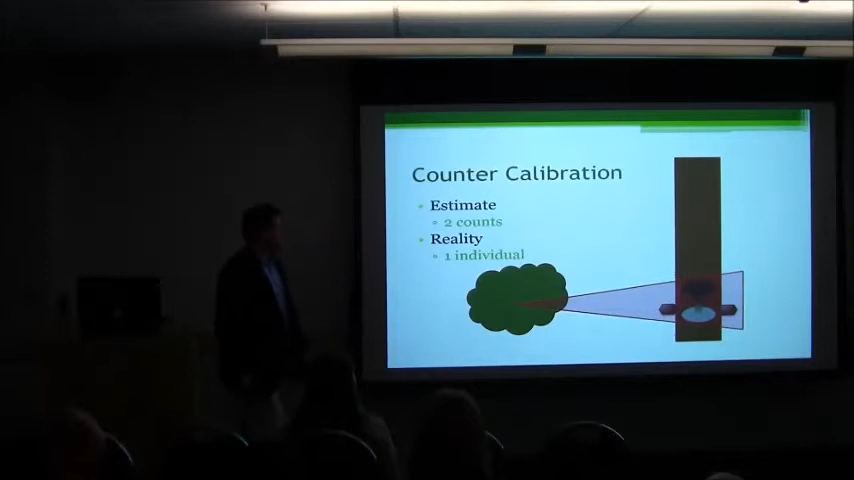 Counter Calibration
Estimate
2 counts
Reality
1 individual